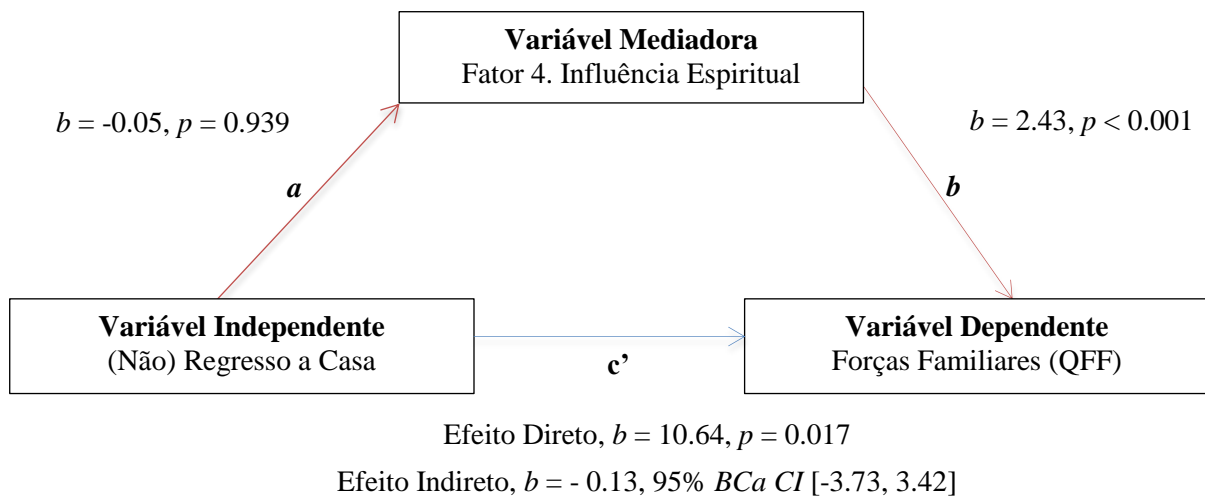 Variável Mediadora
Fator 4. Influência Espiritual
b = -0.05, p = 0.939
b = 2.43, p < 0.001
a
b
Variável Independente
(Não) Regresso a Casa
Variável Dependente
Forças Familiares (QFF)
c’
Efeito Direto, b = 10.64, p = 0.017
Efeito Indireto, b = - 0.13, 95% BCa CI [-3.73, 3.42]